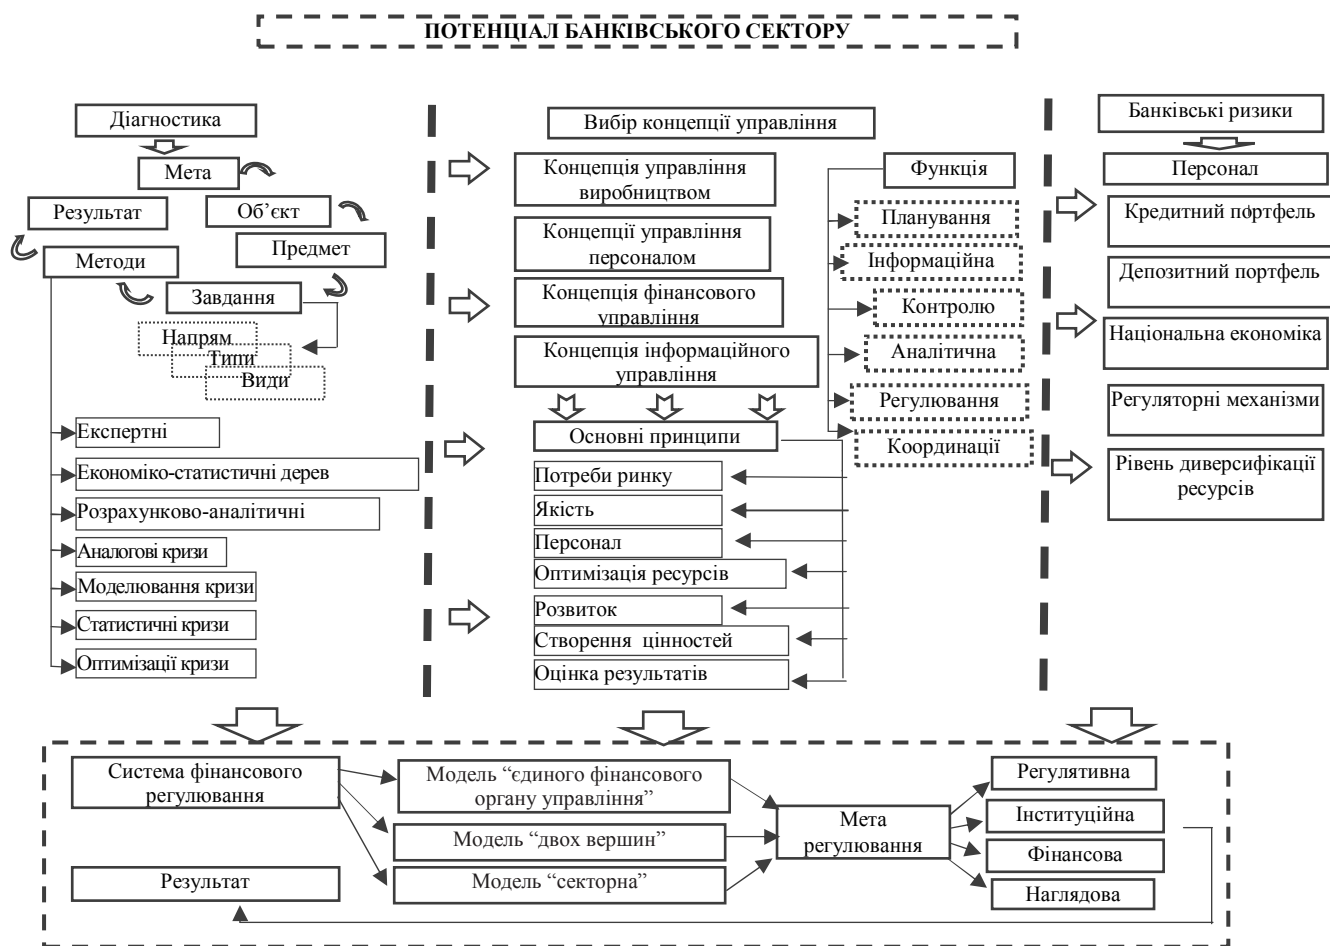 ПОТЕНЦІАЛ БАНКІВСЬКОГО СЕКТОРУ
Діагностика
Мета
Результат
Об’єкт
Методи
Предмет
Завдання
Напрям
Типи
Види
Експертні
Економіко-статистичні дерев
Розрахунково-аналітичні
Аналогові кризи
Моделювання кризи
Статистичні кризи
Оптимізації кризи
Вибір концепції управління
Концепція управління
виробництвом
Концепції управління
персоналом
Концепція фінансового
управління
Концепція інформаційного
управління
Функція
Планування
Інформаційна
Контролю
Аналітична
Регулювання
Координації
Основні принципи
Потреби ринку
Якість
Персонал
Оптимізація ресурсів
Розвиток
Створення цінностей
Оцінка результатів
Банківські ризики
Персонал
Кредитний портфель
Депозитний портфель
Національна економіка
Регуляторні механізми
Рівень диверсифікації
ресурсів
Система фінансового
регулювання
Результат
Модель “єдиного фінансового
органу управління”
Модель “двох вершин”
Модель “секторна”
Мета
регулювання
Регулятивна
Інституційна
Фінансова
Наглядова